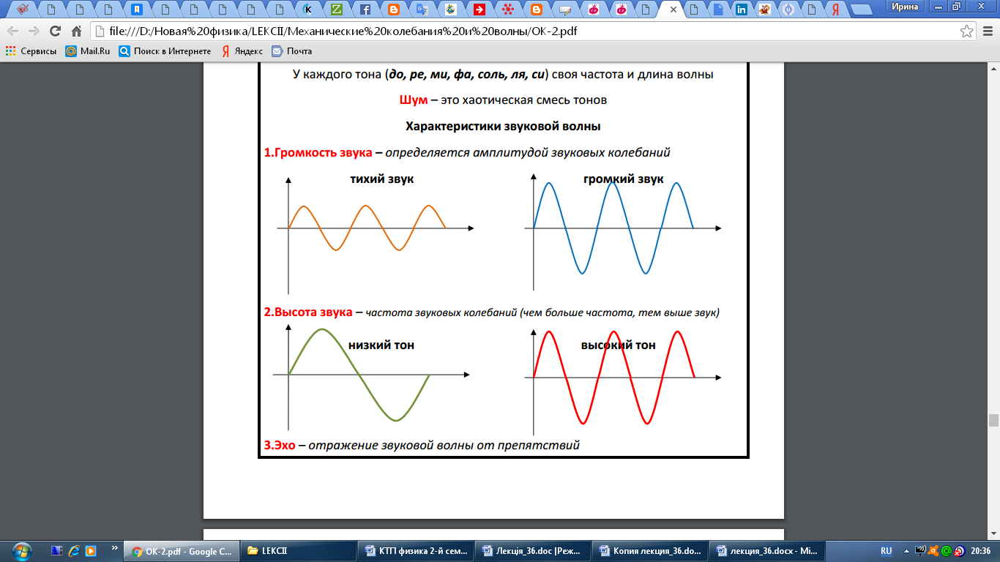 Ирина
file:///D:/Новая%20физика/LEKCII/Механические%20колебания%20и%20волны/ОК-2.pdf
Сервисы Mail.Ru Поиск в Интернете Яндекс Почта
У каждого тона (до, ре, ми, фа, соль, ля, си) своя частота и длина волны
Шум – это хаотическая смесь тонов
Характеристики звуковой волны
1.Громкость звука – определяется амплитудой звуковых колебаний
тихий звук громкий звук
2.Высота звука – частота звуковых колебаний (чем больше частота, тем выше звук)
низкий тон высокий тон
3.Эхо – отражение звуковой волны от препятствий
ОК-2.pdf - Google C... LEKCII КТП физика 2-й сем... Лекція_36.doc [Реж... Копия лекция_36.do... лекция_36.docx - Mi... RU 20:36